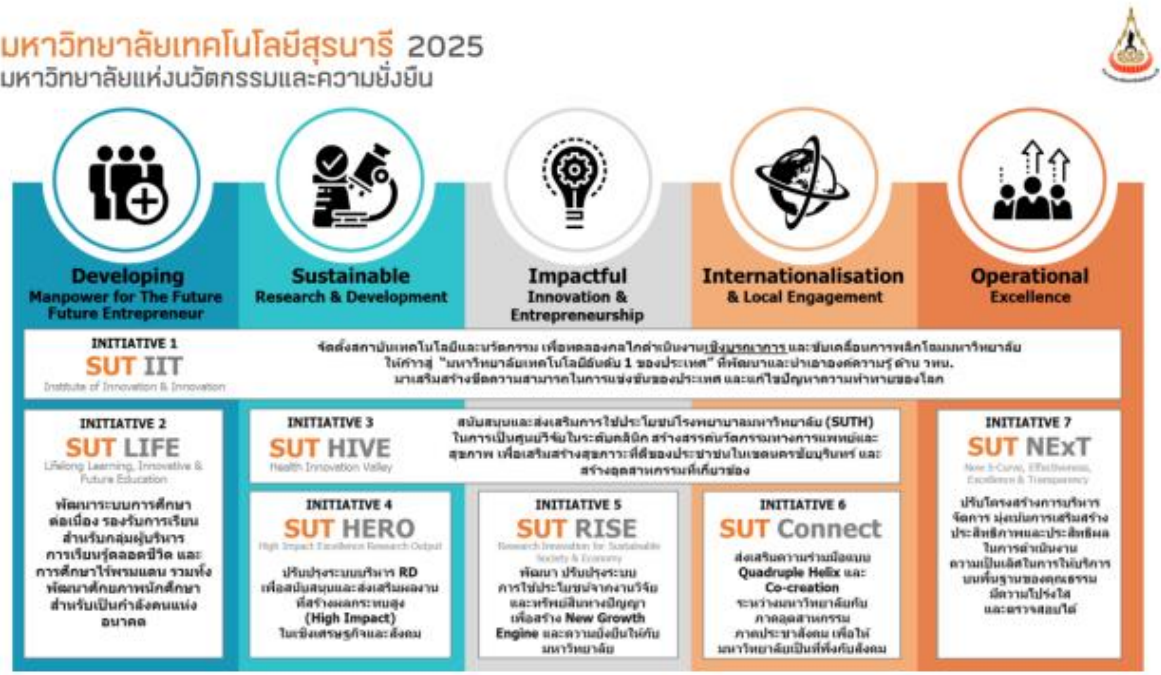 มหาวิทยาลัยเทคโนโลยีสุรนารี 2025
มหาวิทยาลัยแห่งนวัตกรรมและความยั่งยืน
Developing
Manpower for The Future
Future Entrepreneur
Sustainable
Research & Development
Impactful
Innovation &
Entrepreneurship
Internationalisation
& Local Engagement
Operational
Excellence
INITIATIVE 1
SUT IIT
Institute of Innovation & Innovation
จัดตั้งสถาบันเทคโนโลยีและนวัตกรรม เพื่อทดลองกลไกดำเนินงานเชิงบูรณาการ และขับเคลื่อนการพลิกโฉมมหาวิทยาลัย
ให้ก้าวสู่ "มหาวิทยาลัยเทคโนโลยีอันดับ 1 ของประเทศ" ที่พัฒนาและนำเอาองค์ความรู้ด้าน วทน.
มาเสริมสร้างขีดความสามารถในการแข่งขันของประเทศ และแก้ไขปัญหาความท้าทายของโลก
INITIATIVE 2
SUT LIFE
Lifelong Learning, Innovative &
Future Education
พัฒนาระบบการศึกษา
ต่อเนื่อง รองรับการเรียน
สำหรับกลุ่มผู้บริหาร
การเรียนรู้ตลอดชีวิต และ
การศึกษาไร้พรมแดน รวมทั้ง
พัฒนาศักยภาพนักศึกษา
สำหรับเป็นกำลังคนแห่ง
อนาคต
INITIATIVE 3
SUT HIVE
Health Innovation Valley
สนับสนุนและส่งเสริมการใช้ประโยชน์โรงพยาบาลมหาวิทยาลัย (SUTH)
ในการเป็นศูนย์วิจัยในระดับคลินิก สร้างสรรค์นวัตกรรมทางการแพทย์และ
สุขภาพ เพื่อเสริมสร้างสุขภาวะที่ดีของประชาชนในเขตนครชัยบุรินทร์ และ
สร้างอุตสาหกรรมที่เกี่ยวข้อง
INITIATIVE 4
SUT HERO
High Impact Excellence Research Output
ปรับปรุงระบบบริหาร RD
เพื่อสนับสนุนและส่งเสริมผลงาน
ที่สร้างผลกระทบสูง
(High Impact)
ในเชิงเศรษฐกิจและสังคม
INITIATIVE 5
SUT RISE
Research Innovation for Sustainable
Society & Economy
พัฒนา ปรับปรุงระบบ
การใช้ประโยชน์จากงานวิจัย
และทรัพย์สินทางปัญญา
เพื่อสร้าง New Growth
Engine และความยั่งยืนให้กับ
มหาวิทยาลัย
INITIATIVE 6
SUT Connect
ส่งเสริมความร่วมมือแบบ
Quadruple Helix และ
Co-creation
ระหว่างมหาวิทยาลัยกับ
ภาคอุตสาหกรรม
ภาคประชาสังคม เพื่อให้
มหาวิทยาลัยเป็นที่พึ่งกับสังคม
INITIATIVE 7
SUT NExT
New S-Curve, Effectiveness,
Excellence & Transparency
ปรับโครงสร้างการบริหาร
จัดการ มุ่งเน้นการเสริมสร้าง
ประสิทธิภาพและประสิทธิผล
ในการดำเนินงาน
ความเป็นเลิศในการให้บริการ
บนพื้นฐานของคุณธรรม
มีความโปร่งใส
และตรวจสอบได้